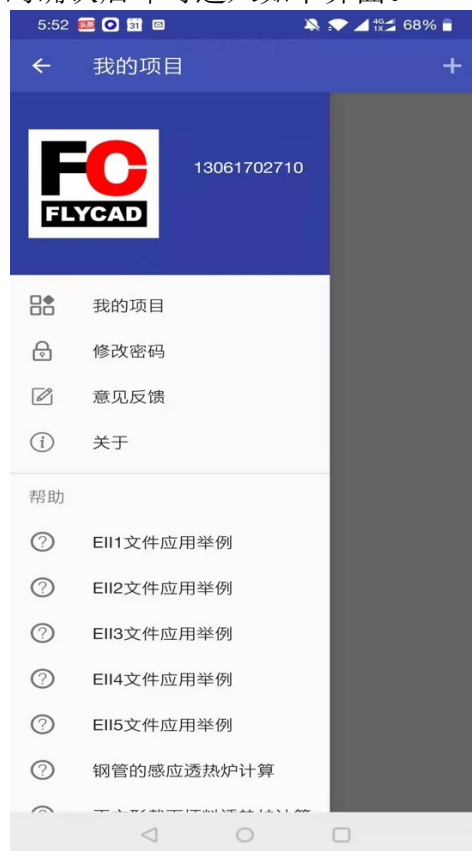 5:52
68%
我的项目
13061702710
FC
FLYCAD
我的项目
修改密码
意见反馈
关于
帮助
EII1文件应用举例
EII2文件应用举例
EII3文件应用举例
EII4文件应用举例
EII5文件应用举例
钢管的感应透热炉计算